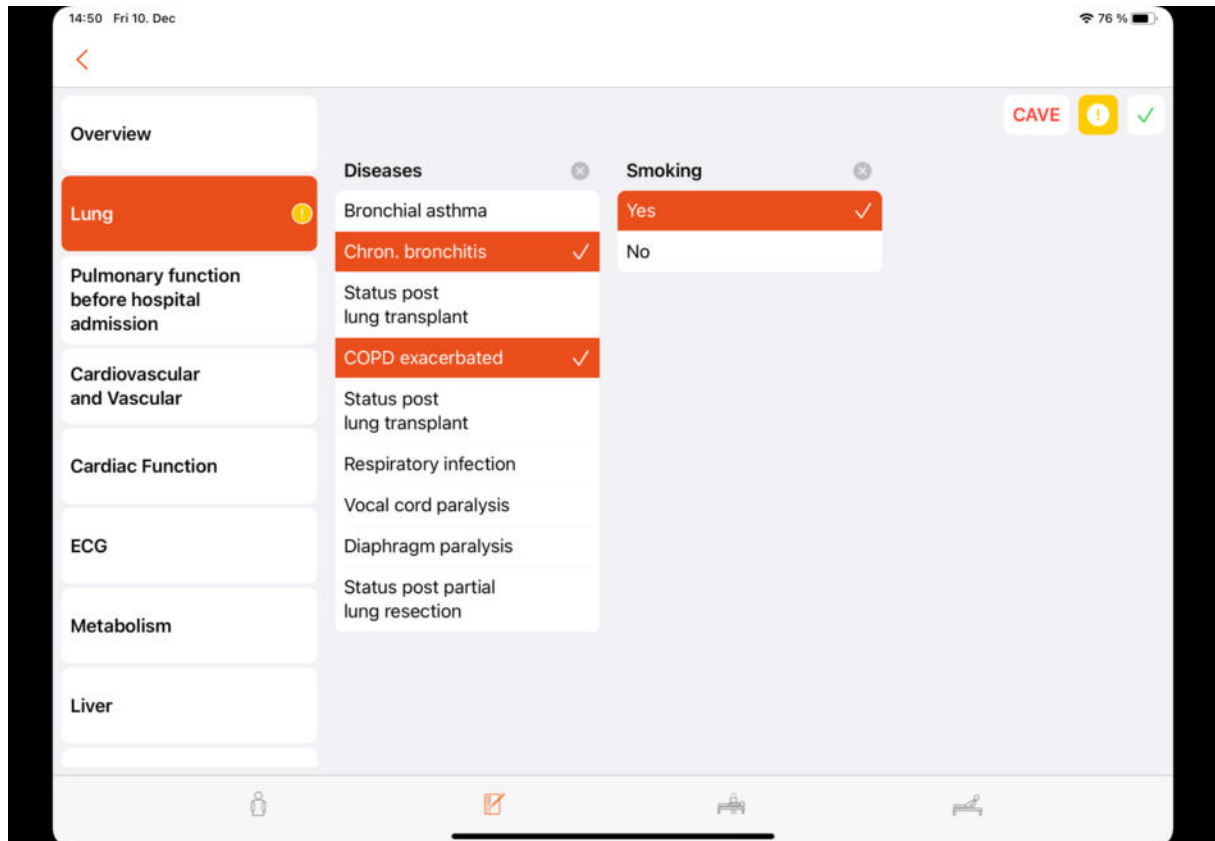 14:50 Fri 10. Dec
76 %
CAVE
Overview
Lung
Pulmonary function
before hospital
admission
Cardiovascular
and Vascular
Cardiac Function
ECG
Metabolism
Liver
Diseases
Bronchial asthma
Chron. bronchitis
Status post
lung transplant
COPD exacerbated
Status post
lung transplant
Respiratory infection
Vocal cord paralysis
Diaphragm paralysis
Status post partial
lung resection
Smoking
Yes
No